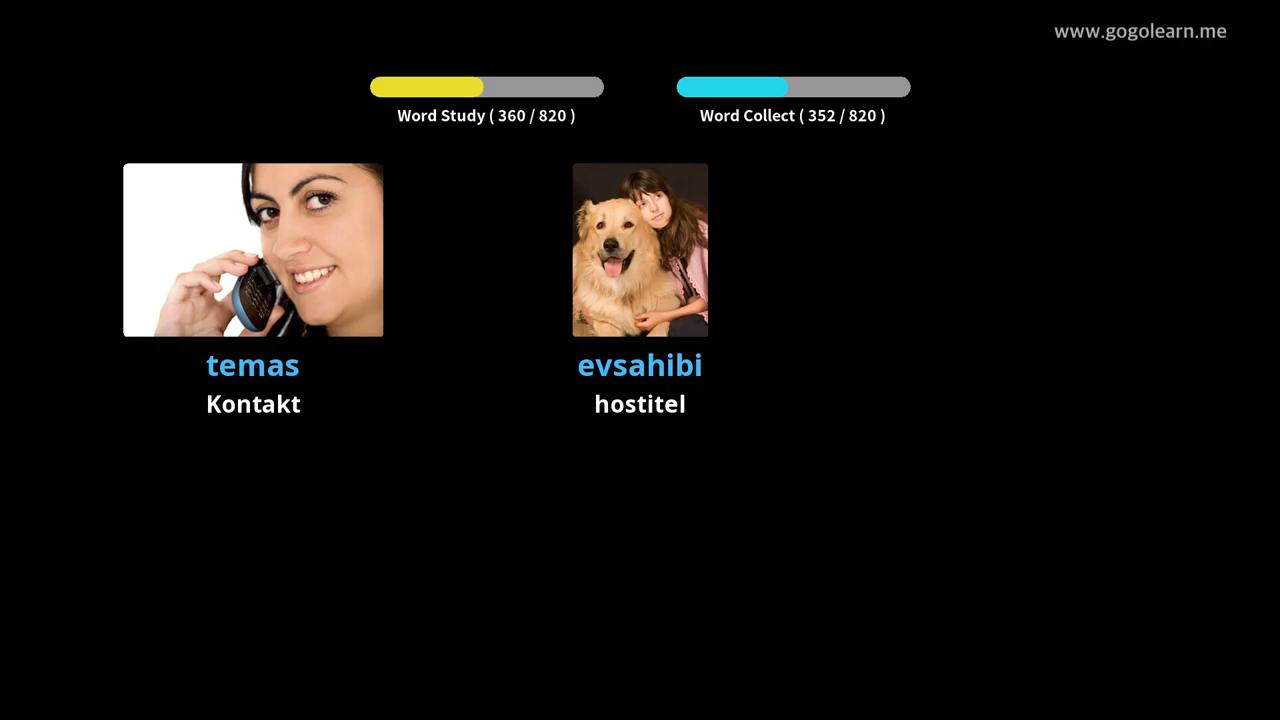 www.gogolearn.me
Word Study ( 360 / 820 )
Word Collect ( 352 / 820 )
temas
Kontakt
evsahibi
hostitel